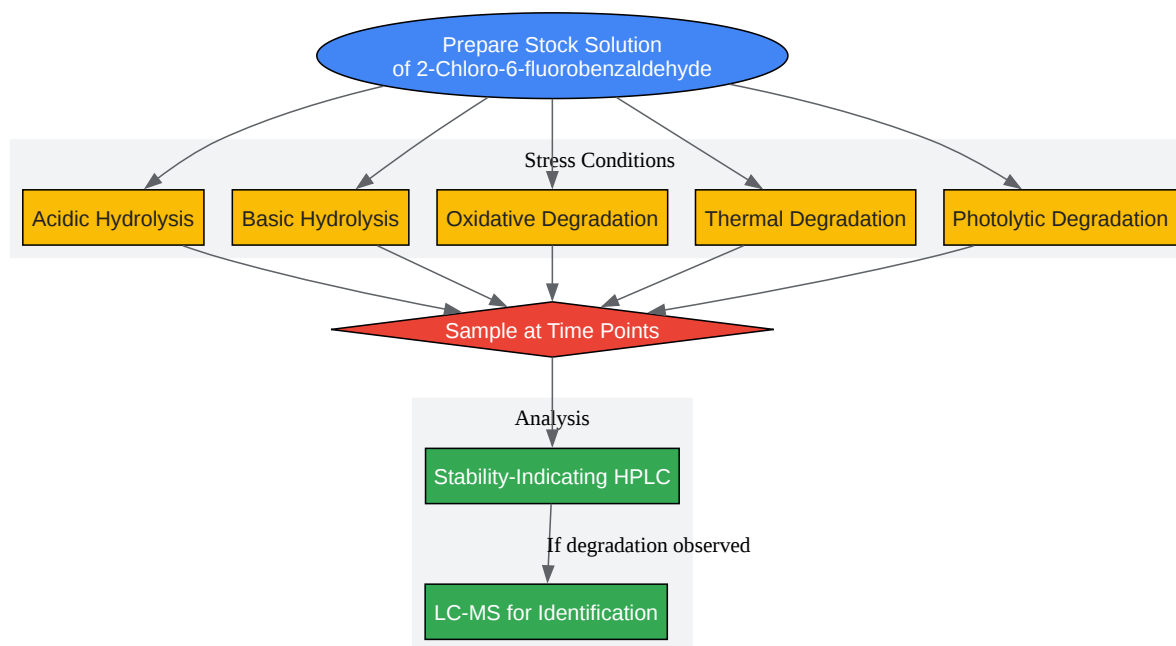 Prepare Stock Solution
of 2-Chloro-6-fluorobenzaldehyde
Stress Conditions
Acidic Hydrolysis
Basic Hydrolysis
Oxidative Degradation
Thermal Degradation
Photolytic Degradation
Sample at Time Points
Analysis
Stability-Indicating HPLC
If degradation observed
LC-MS for Identification